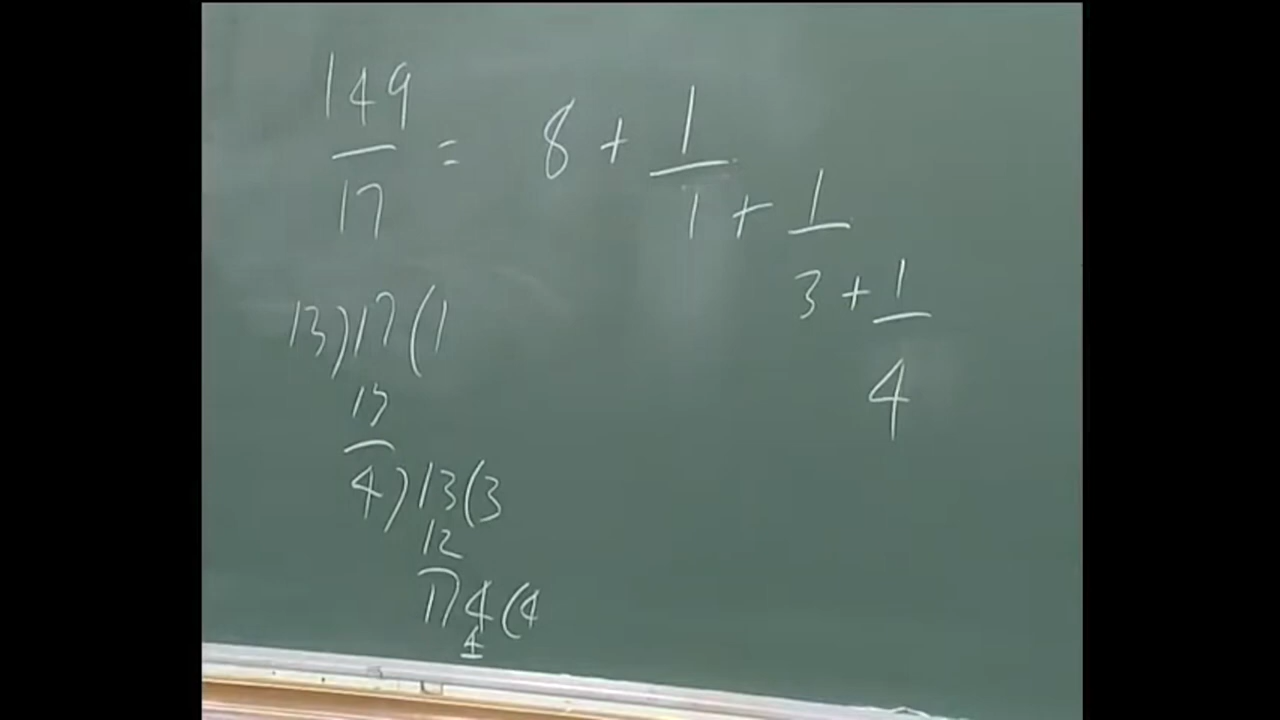 149
17 = 8 + 1
1 + 1
3 + 1
4
13)17(1
13
4)13(3
12
1)4(4
4